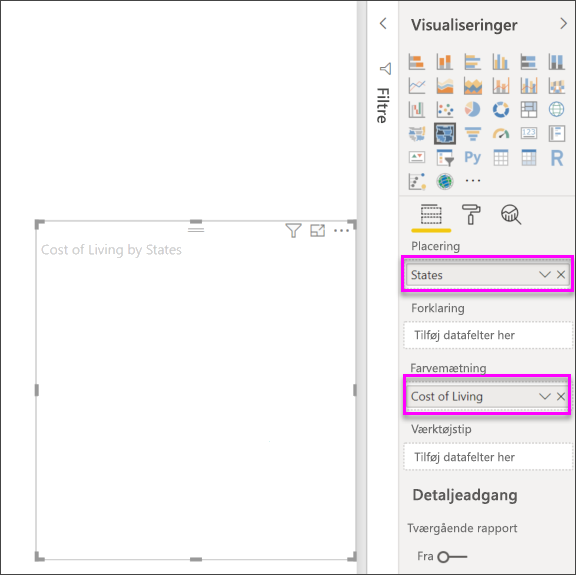 Cost of Living by States
Filtre
Visualiseringer
123
Py
R
Placering
States
Forklaring
Tilføj datafelter her
Farvemætning
Cost of Living
Værktøjstip
Tilføj datafelter her
Detaljeadgang
Tværgående rapport
Fra